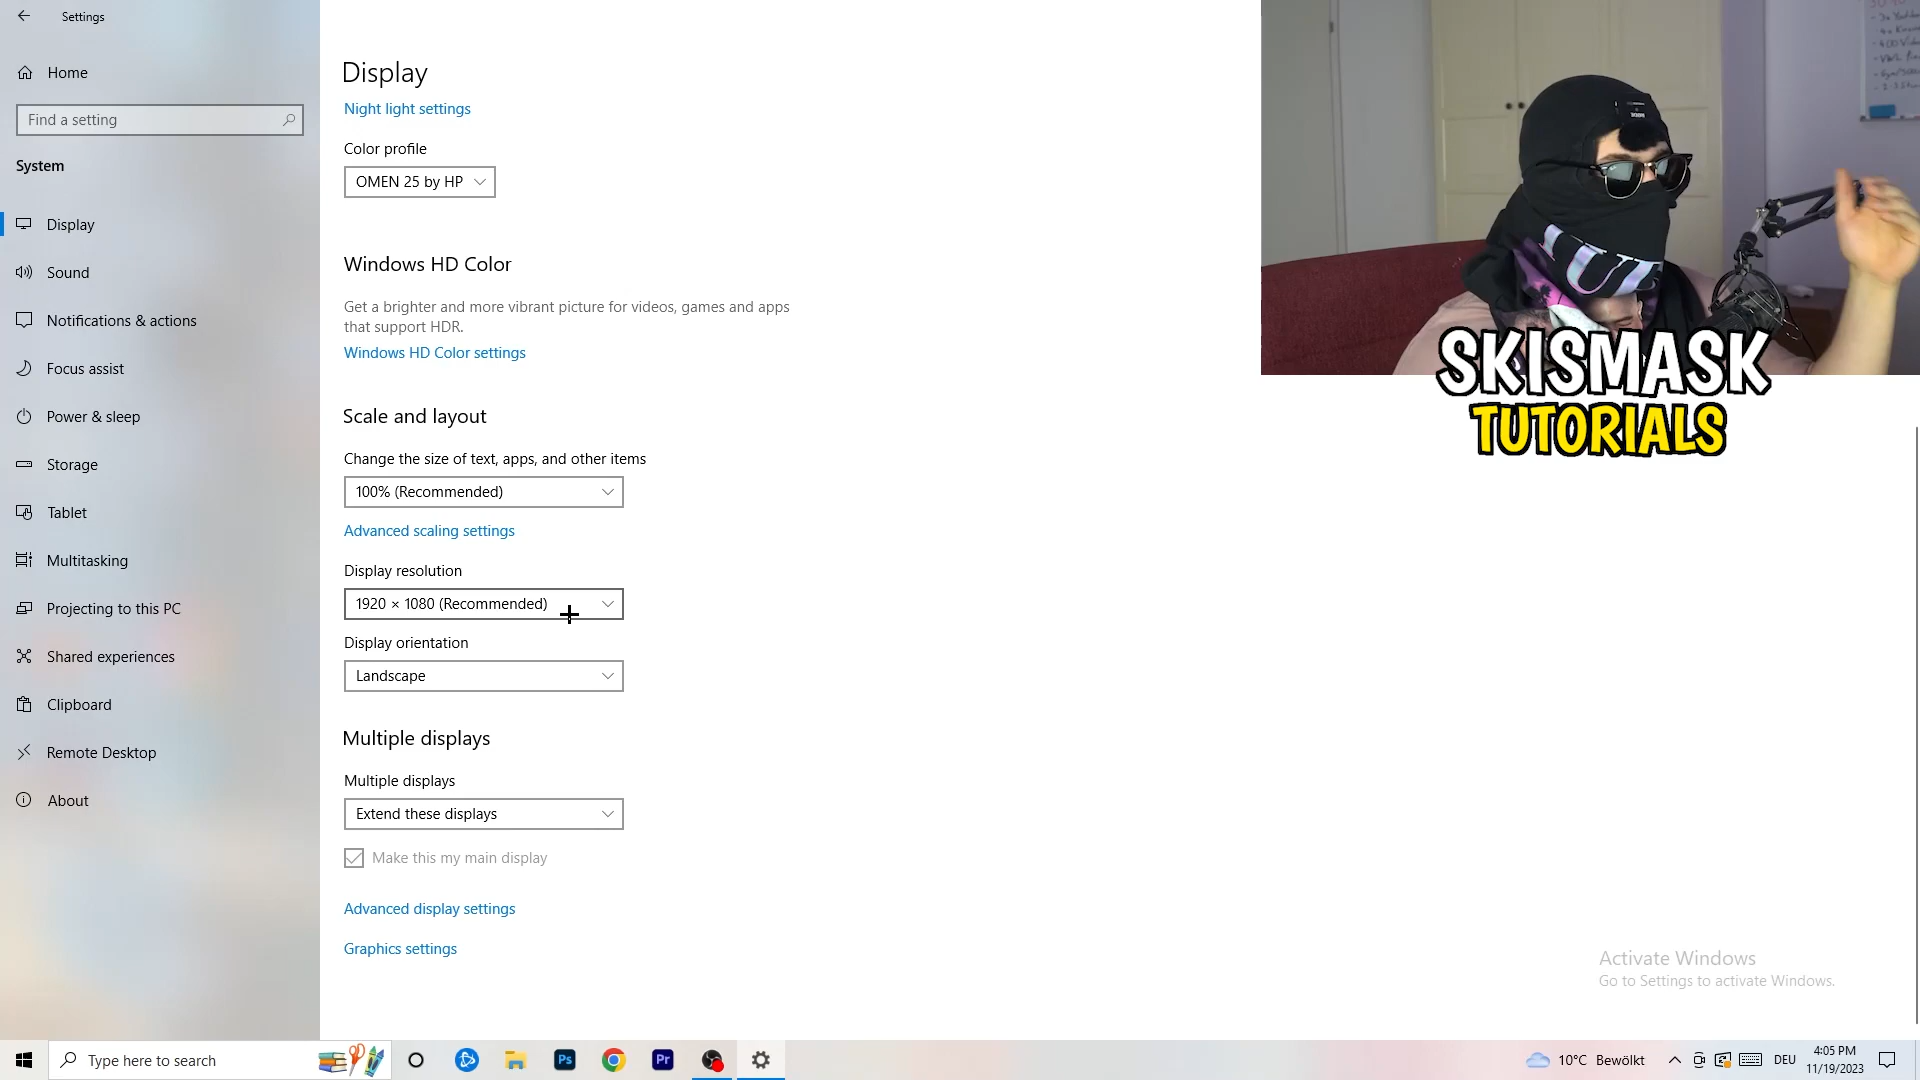 Settings
Home
Find a setting
System
Display
Sound
Notifications & actions
Focus assist
Power & sleep
Storage
Tablet
Multitasking
Projecting to this PC
Shared experiences
Clipboard
Remote Desktop
About
Display
Night light settings
Color profile
OMEN 25 by HP
Windows HD Color
Get a brighter and more vibrant picture for videos, games and apps
that support HDR.
Windows HD Color settings
Scale and layout
Change the size of text, apps, and other items
100% (Recommended)
Advanced scaling settings
Display resolution
1920 × 1080 (Recommended)
Display orientation
Landscape
Multiple displays
Multiple displays
Extend these displays
Make this my main display
Advanced display settings
Graphics settings
SKISMASK
TUTORIALS
Activate Windows
Go to Settings to activate Windows.
Type here to search
Ps
Pr
10°C Bewölkt
DEU
4:05 PM
11/19/2023